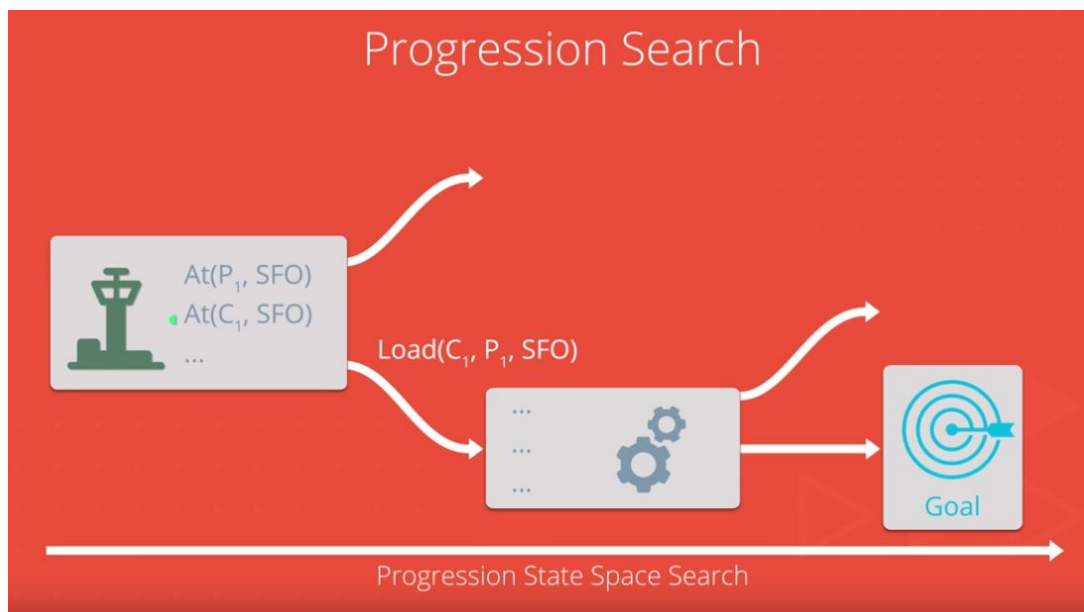 Progression Search
At(P₁, SFO)
At(C₁, SFO)
...
Load(C₁, P₁, SFO)
...
...
...
Goal
Progression State Space Search